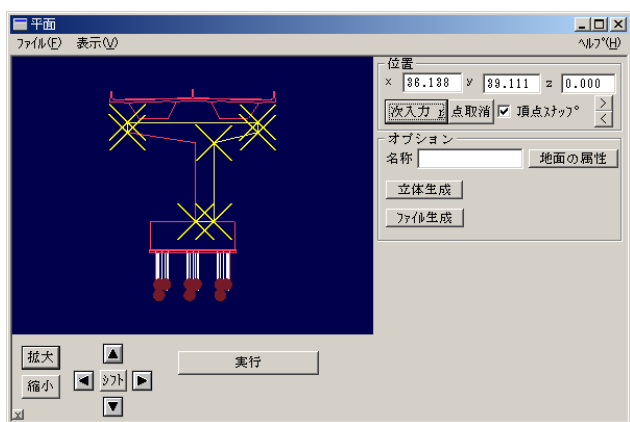 平面
ファイル(F) 表示(V) ヘルプ(H)
位置
x 36.138 y 39.111 z 0.000
次入力 r 点取消 頂点スナップ > <
オプション
名称 地面の属性
立体生成
ファイル生成
拡大 シフト 実行
縮小